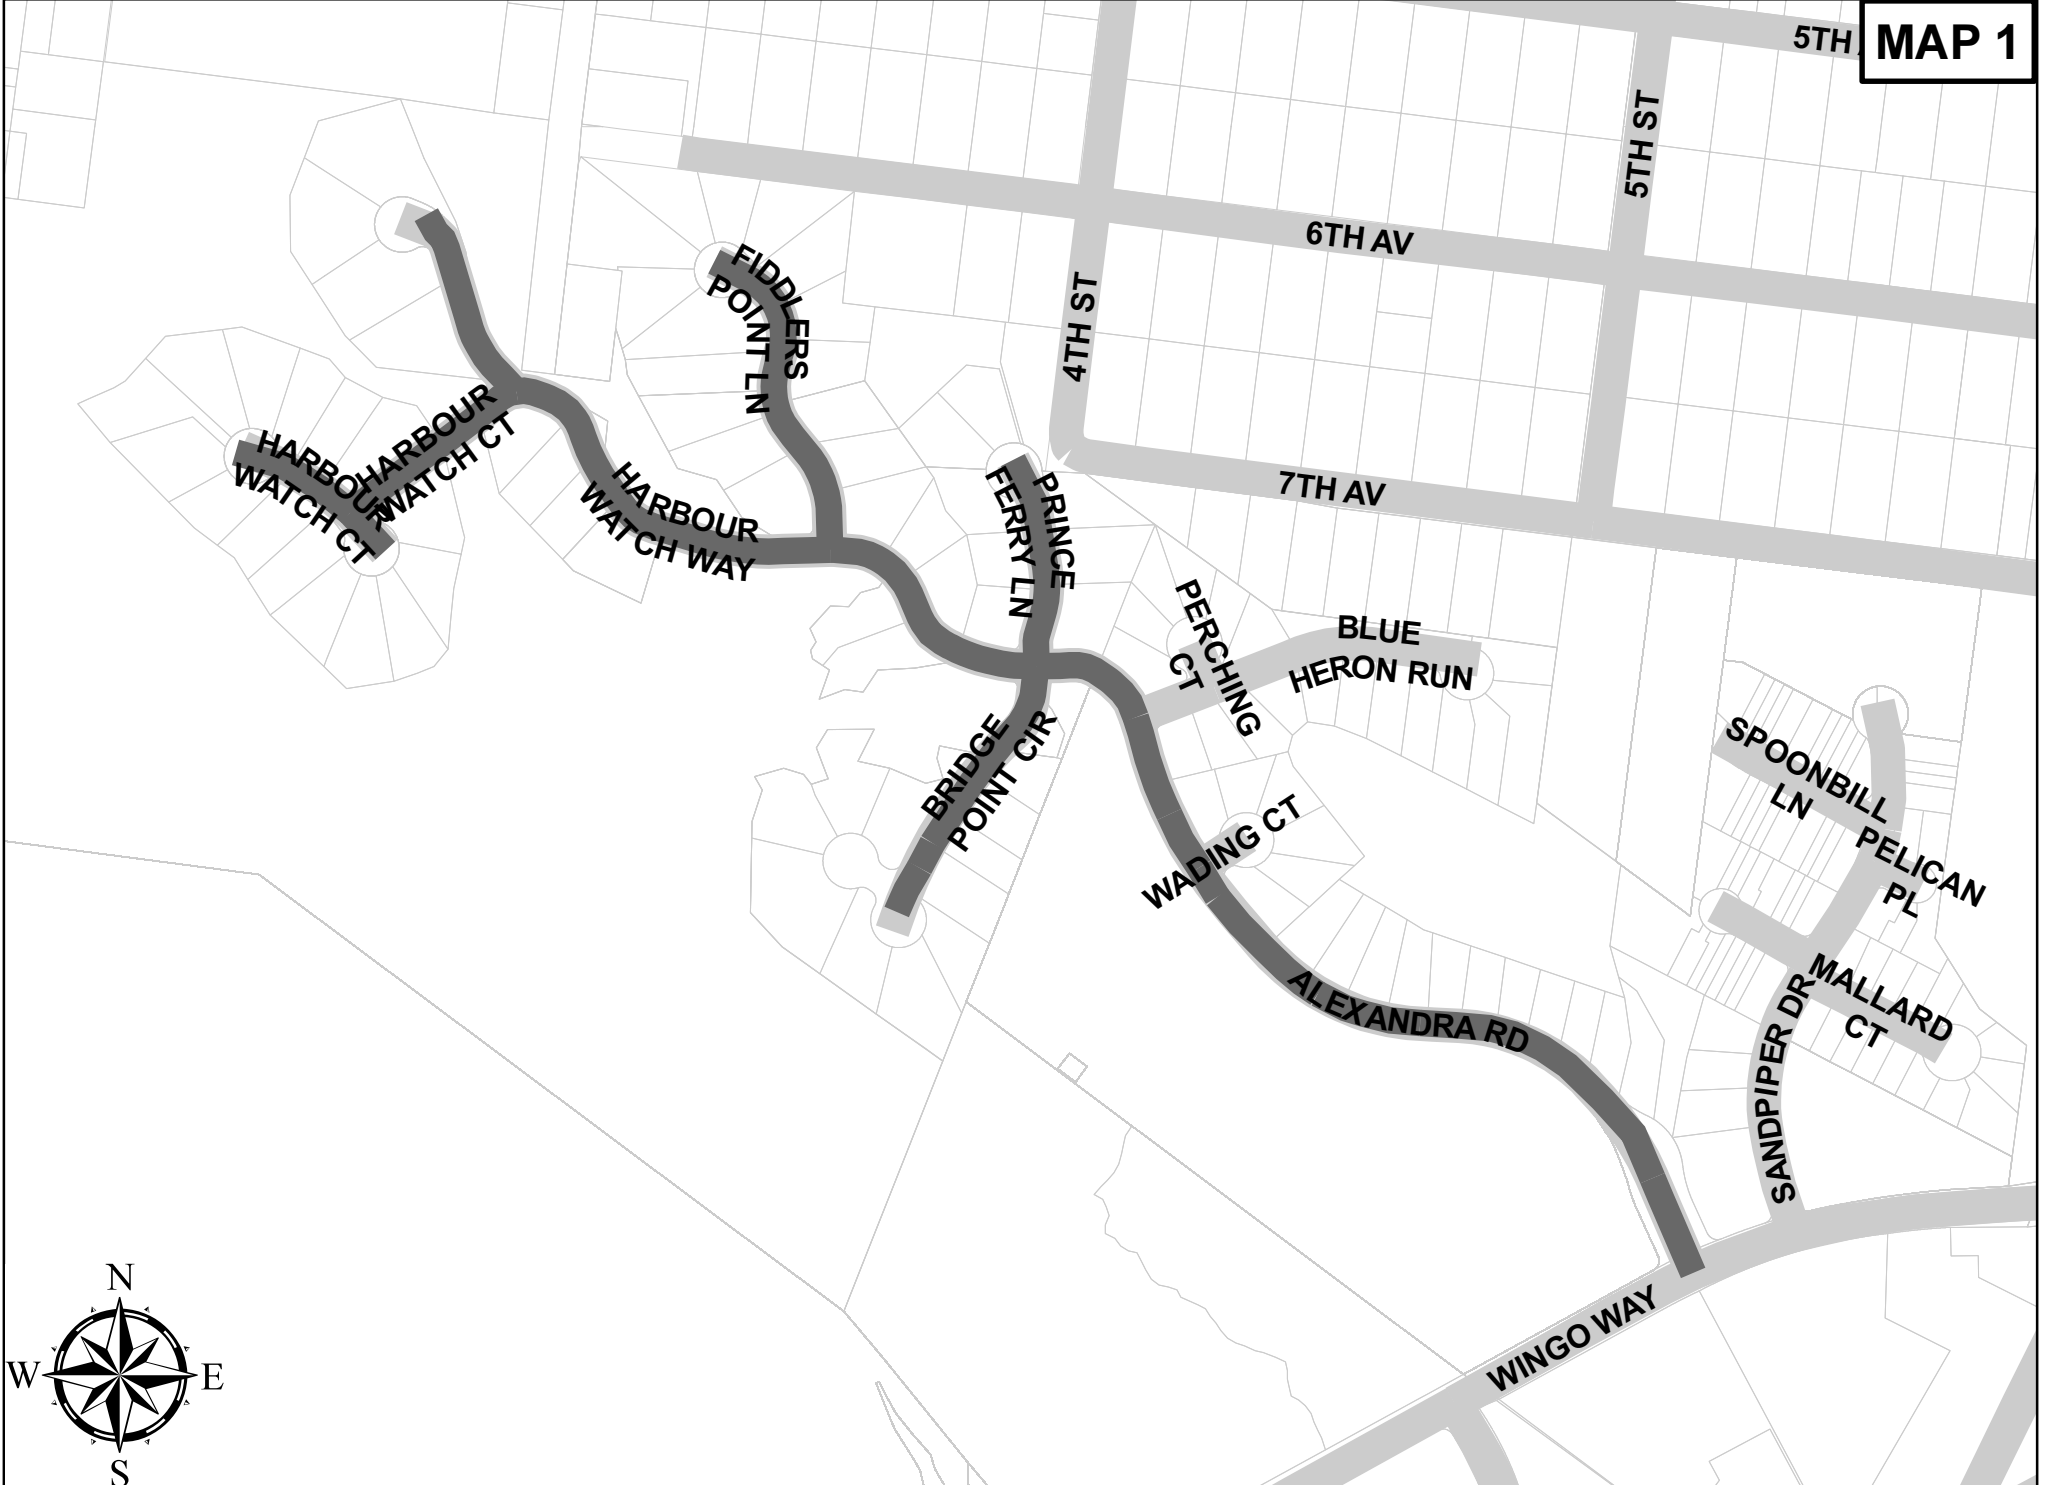 MAP 1
5TH
5TH ST
6TH AV
4TH ST
7TH AV
FIDDLERS
POINT LN
HARBOUR
WATCH CT
HARBOUR
WATCH CT
HARBOUR
WATCH WAY
PRINCE
FERRY LN
PERCHING
CT
BLUE
HERON RUN
BRIDGE
POINT CIR
WADING CT
SPOONBILL
LN
PELICAN
PL
MALLARD
CT
SANDPIPER DR
ALEXANDRA RD
WINGO WAY
N
W
E
S